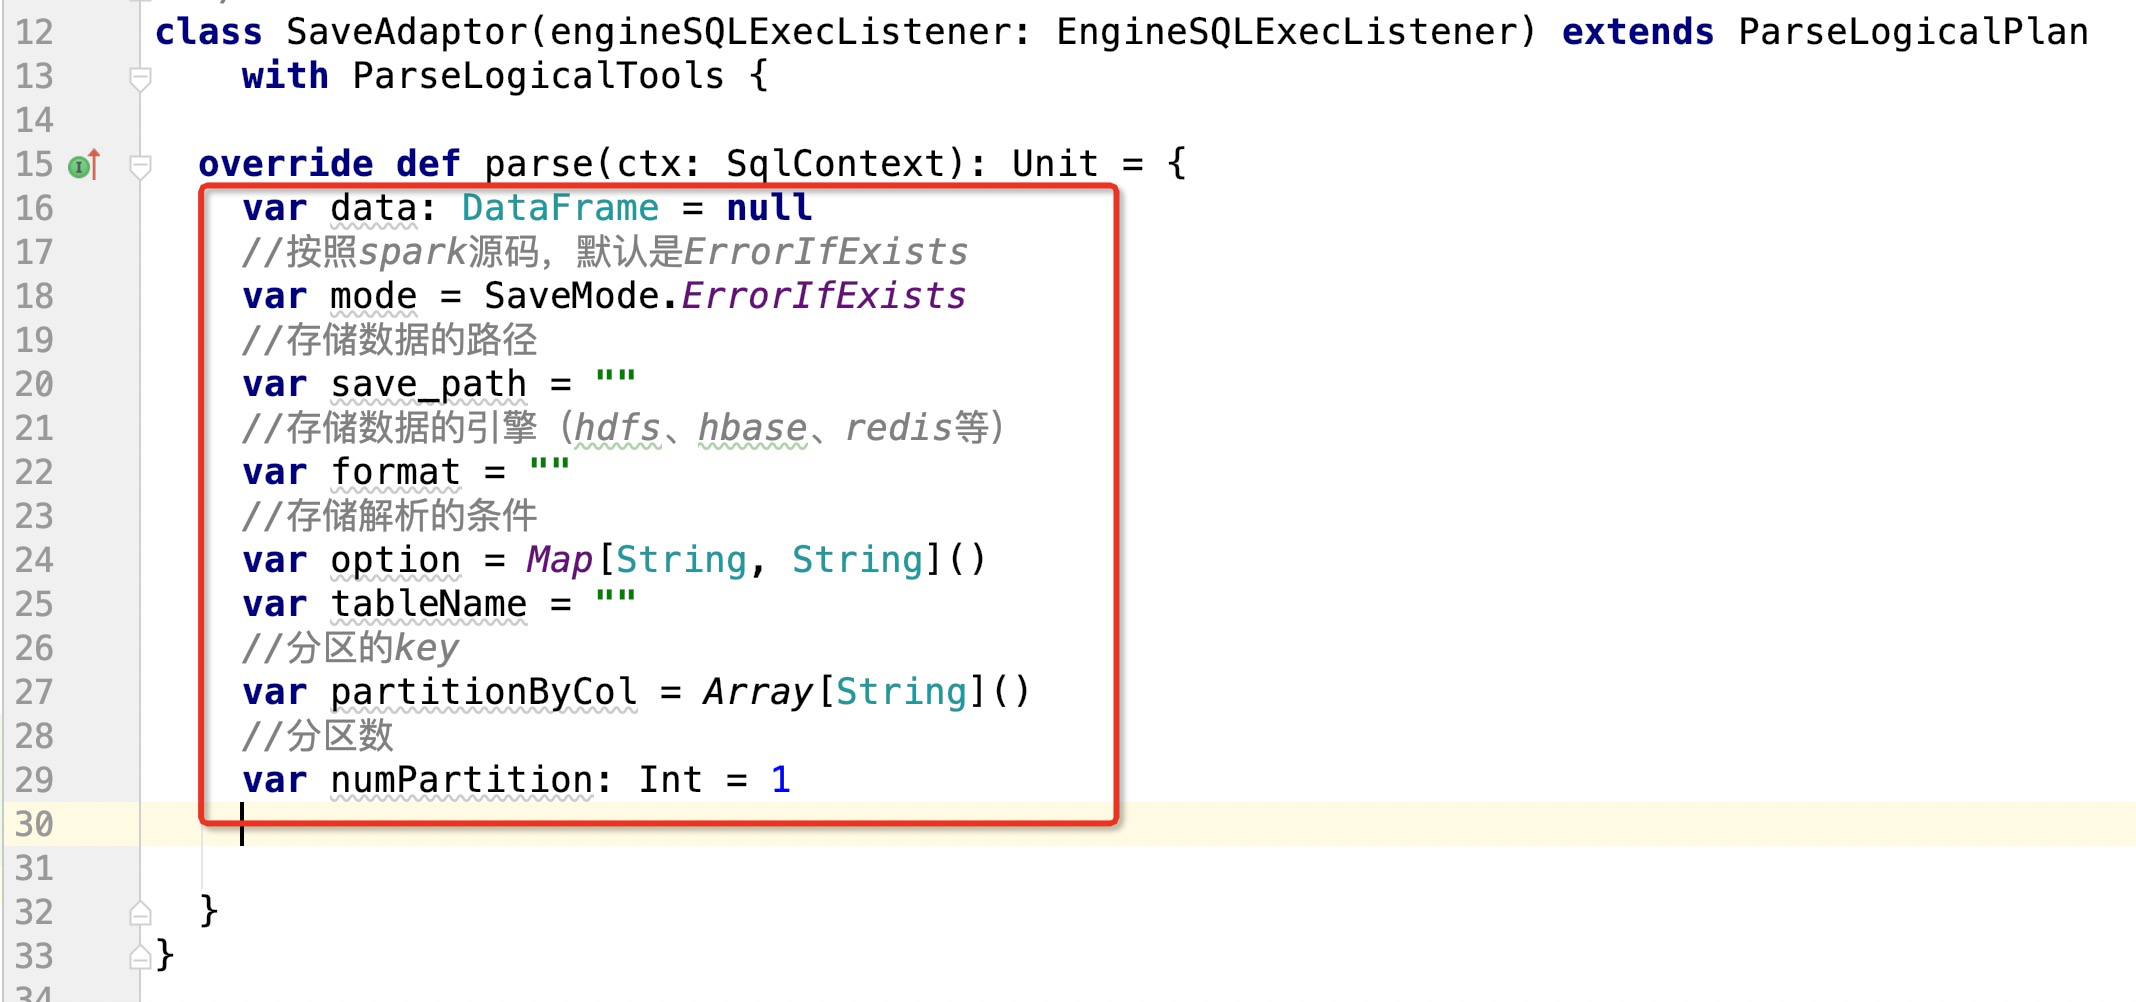 12 class SaveAdaptor(engineSQLExecListener: EngineSQLExecListener) extends ParseLogicalPlan
13 with ParseLogicalTools {
14
15 override def parse(ctx: SqlContext): Unit = {
16 var data: DataFrame = null
17 //按照spark源码，默认是ErrorIfExists
18 var mode = SaveMode.ErrorIfExists
19 //存储数据的路径
20 var save_path = ""
21 //存储数据的引擎（hdfs、hbase、redis等）
22 var format = ""
23 //存储解析的条件
24 var option = Map[String, String]()
25 var tableName = ""
26 //分区的key
27 var partitionByCol = Array[String]()
28 //分区数
29 var numPartition: Int = 1
30
31
32 }
33 }
34